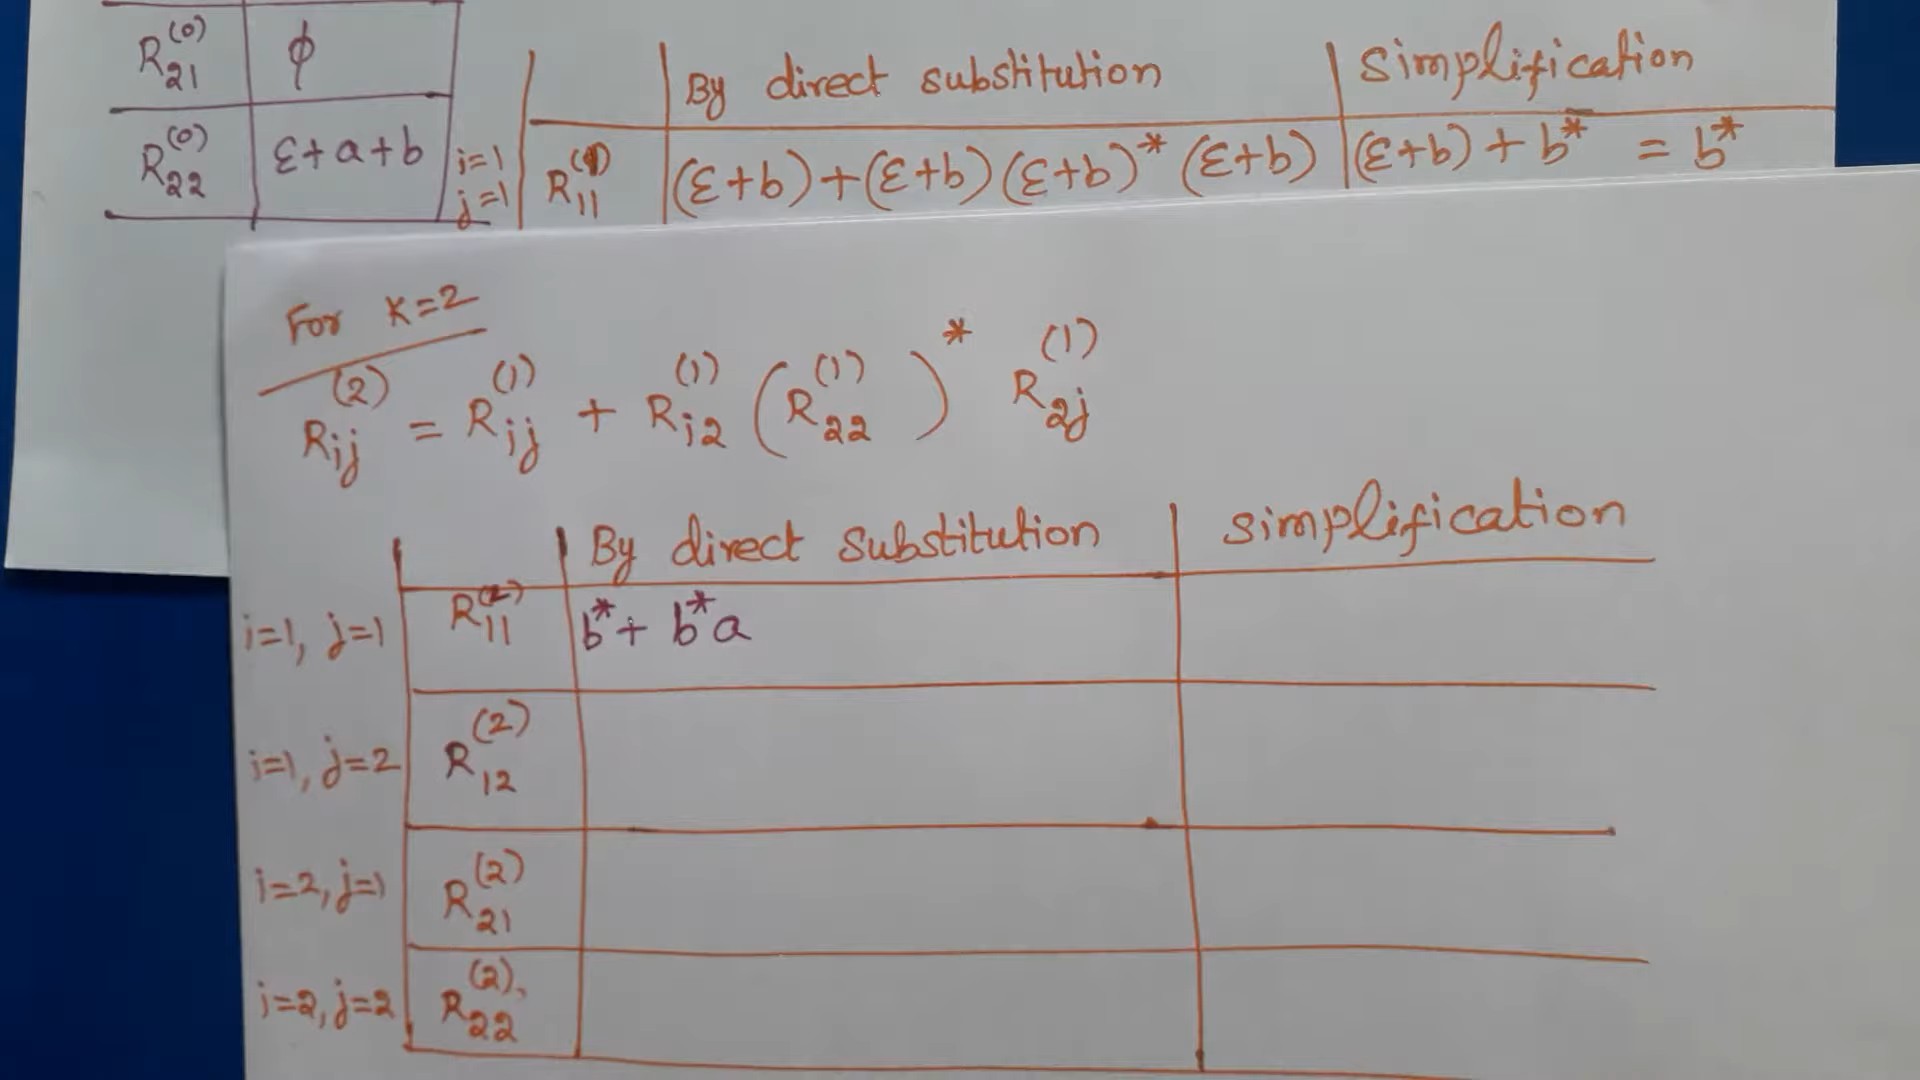 R₂₁⁽⁰⁾ ϕ
R₂₂⁽⁰⁾ ε+a+b
By direct substitution simplification
i=1 j=1 R₁₁⁽¹⁾ (ε+b)+(ε+b)(ε+b)*(ε+b) (ε+b)+b* = b*
For K=2
Rᵢⱼ⁽²⁾ = Rᵢⱼ⁽¹⁾ + Rᵢ₂⁽¹⁾ (R₂₂⁽¹⁾)* R₂ⱼ⁽¹⁾
By direct substitution simplification
i=1, j=1 R₁₁⁽²⁾ b*+ b*a
i=1, j=2 R₁₂⁽²⁾
i=2, j=1 R₂₁⁽²⁾
i=2, j=2 R₂₂⁽²⁾